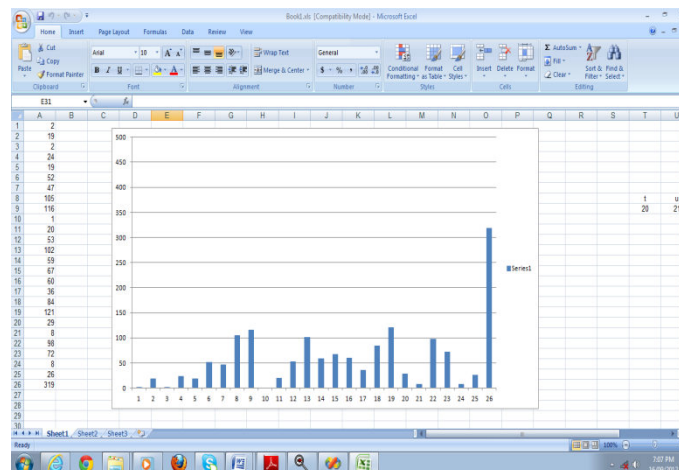 Book1.xls [Compatibility Mode] - Microsoft Excel
Home Insert Page Layout Formulas Data Review View
Cut
Copy
Format Painter
Paste
Clipboard
Arial 10
Font
Wrap Text
Merge & Center
Alignment
General
Number
Conditional Formatting
Format as Table
Cell Styles
Styles
Insert Delete Format
Cells
AutoSum
Fill
Clear
Sort & Filter
Find & Select
Editing
E31
fx
A B C D E F G H I J K L M N O P Q R S T U
1 2
2 19
3 2
4 24
5 19
6 52
7 47
8 105 t u
9 116 20 21
10 1
11 20
12 53
13 102
14 59
15 67
16 60
17 36
18 84
19 121
20 29
21 8
22 98
23 72
24 8
25 26
26 319
27
28
29
30
500
450
400
350
300
250
200
150
100
50
0
1 2 3 4 5 6 7 8 9 10 11 12 13 14 15 16 17 18 19 20 21 22 23 24 25 26
Series1
Sheet1 Sheet2 Sheet3
Ready
100%
7:07 PM